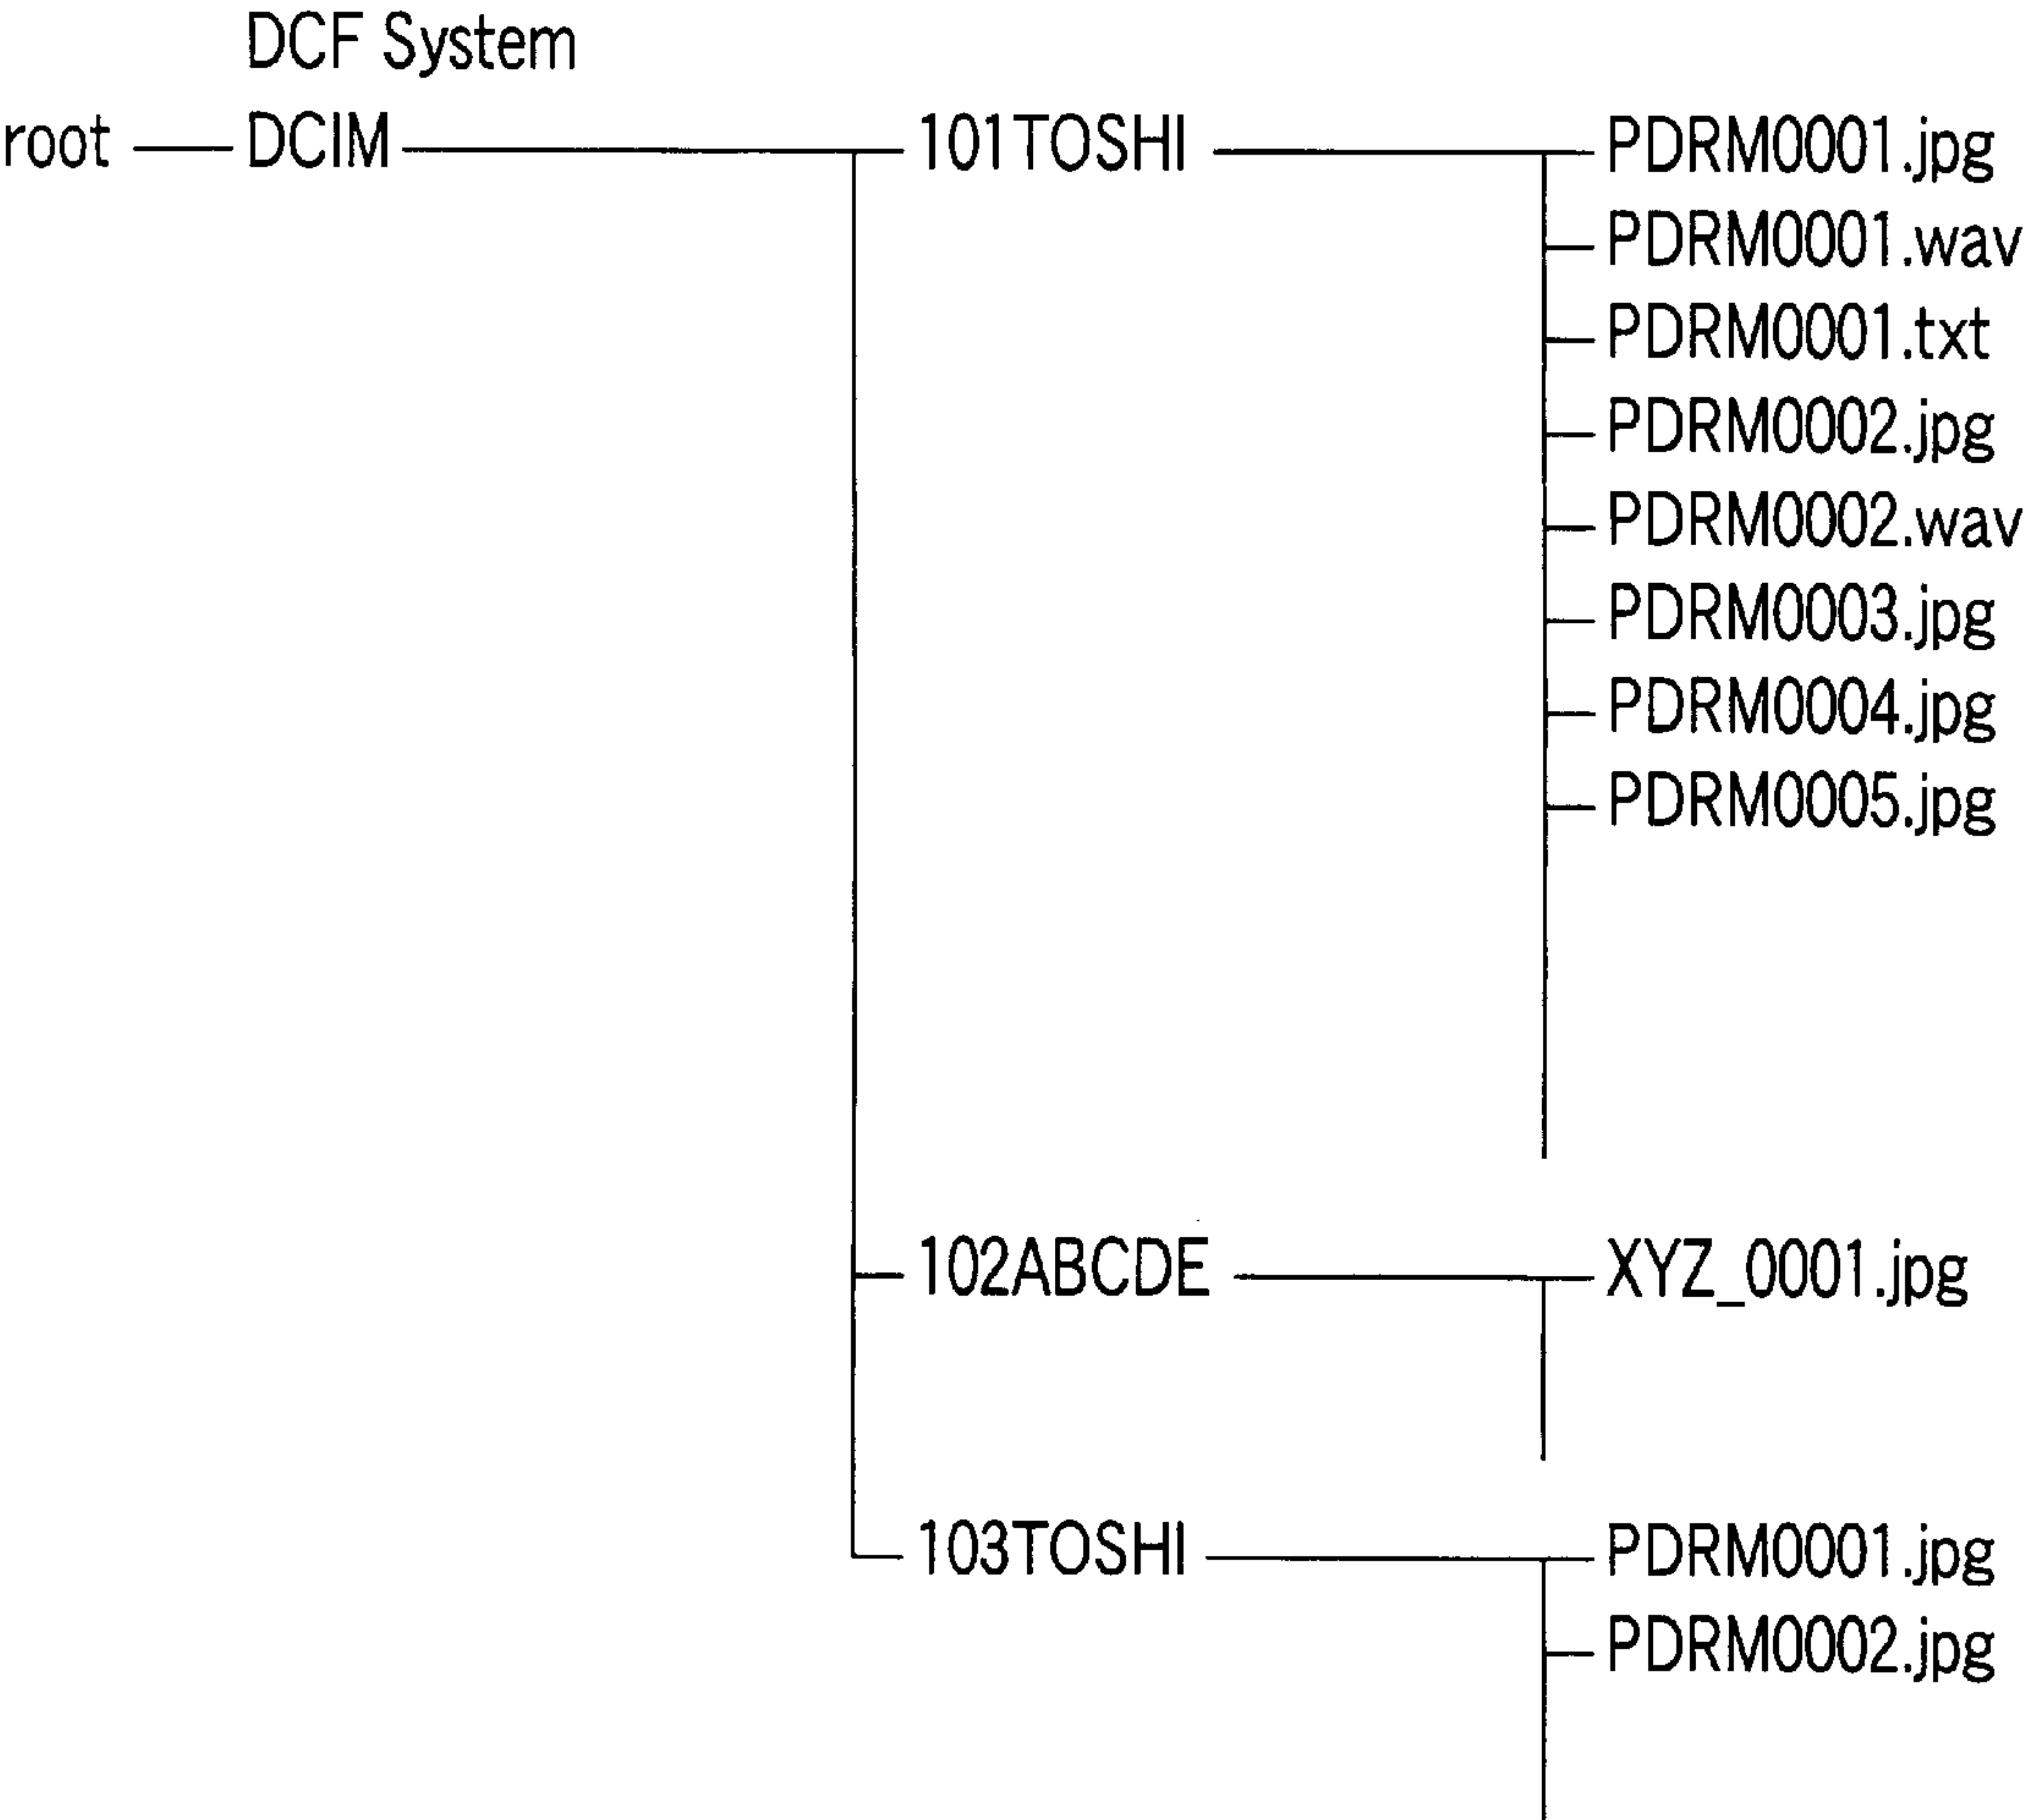 DCF System
root DCIM 101TOSHI PDRM0001.jpg
PDRM0001.wav
PDRM0001.txt
PDRM0002.jpg
PDRM0002.wav
PDRM0003.jpg
PDRM0004.jpg
PDRM0005.jpg
102ABCDE XYZ_0001.jpg
103TOSHI PDRM0001.jpg
PDRM0002.jpg